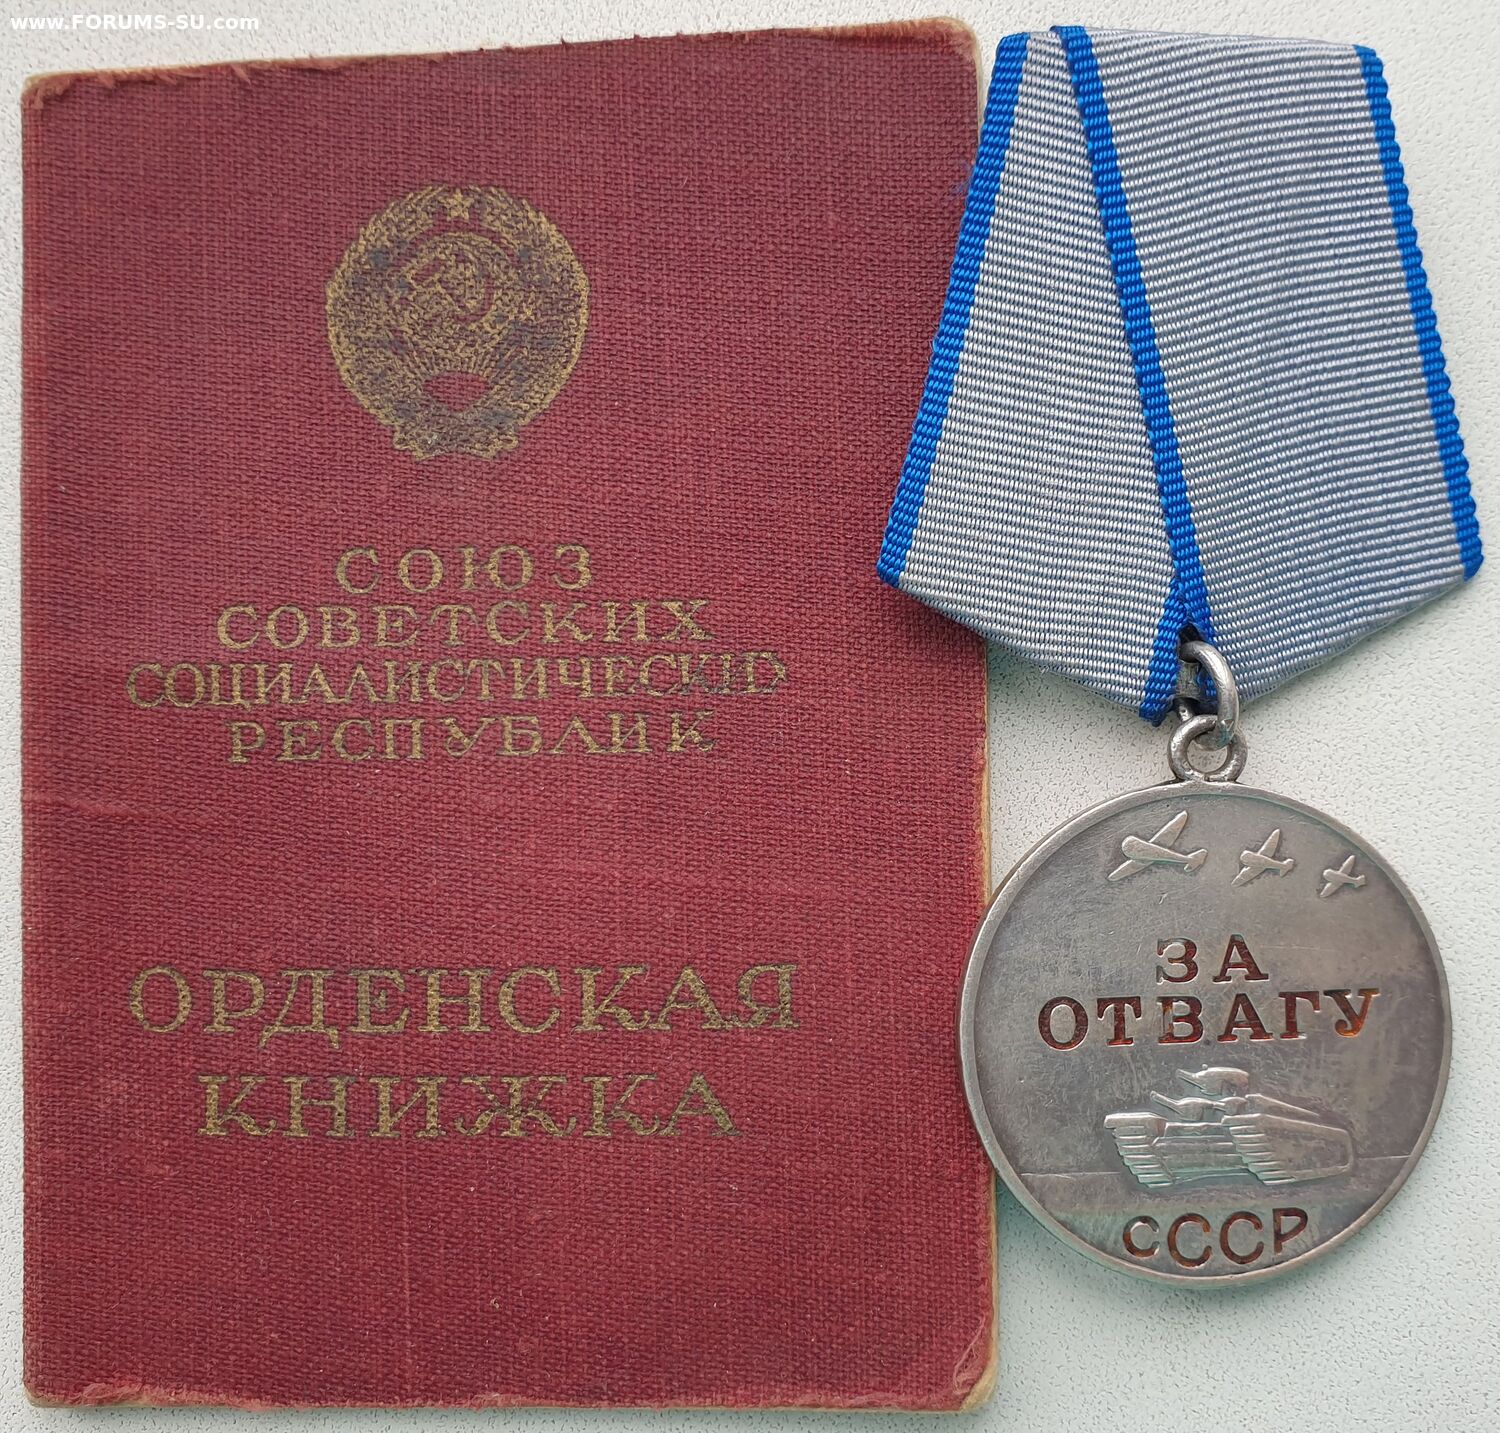 www.FORUMS-SU.com
СОЮЗ
СОВЕТСКИХ
СОЦИАЛИСТИЧЕСКИХ
РЕСПУБЛИК
ОРДЕНСКАЯ
КНИЖКА
ЗА
ОТВАГУ
СССР